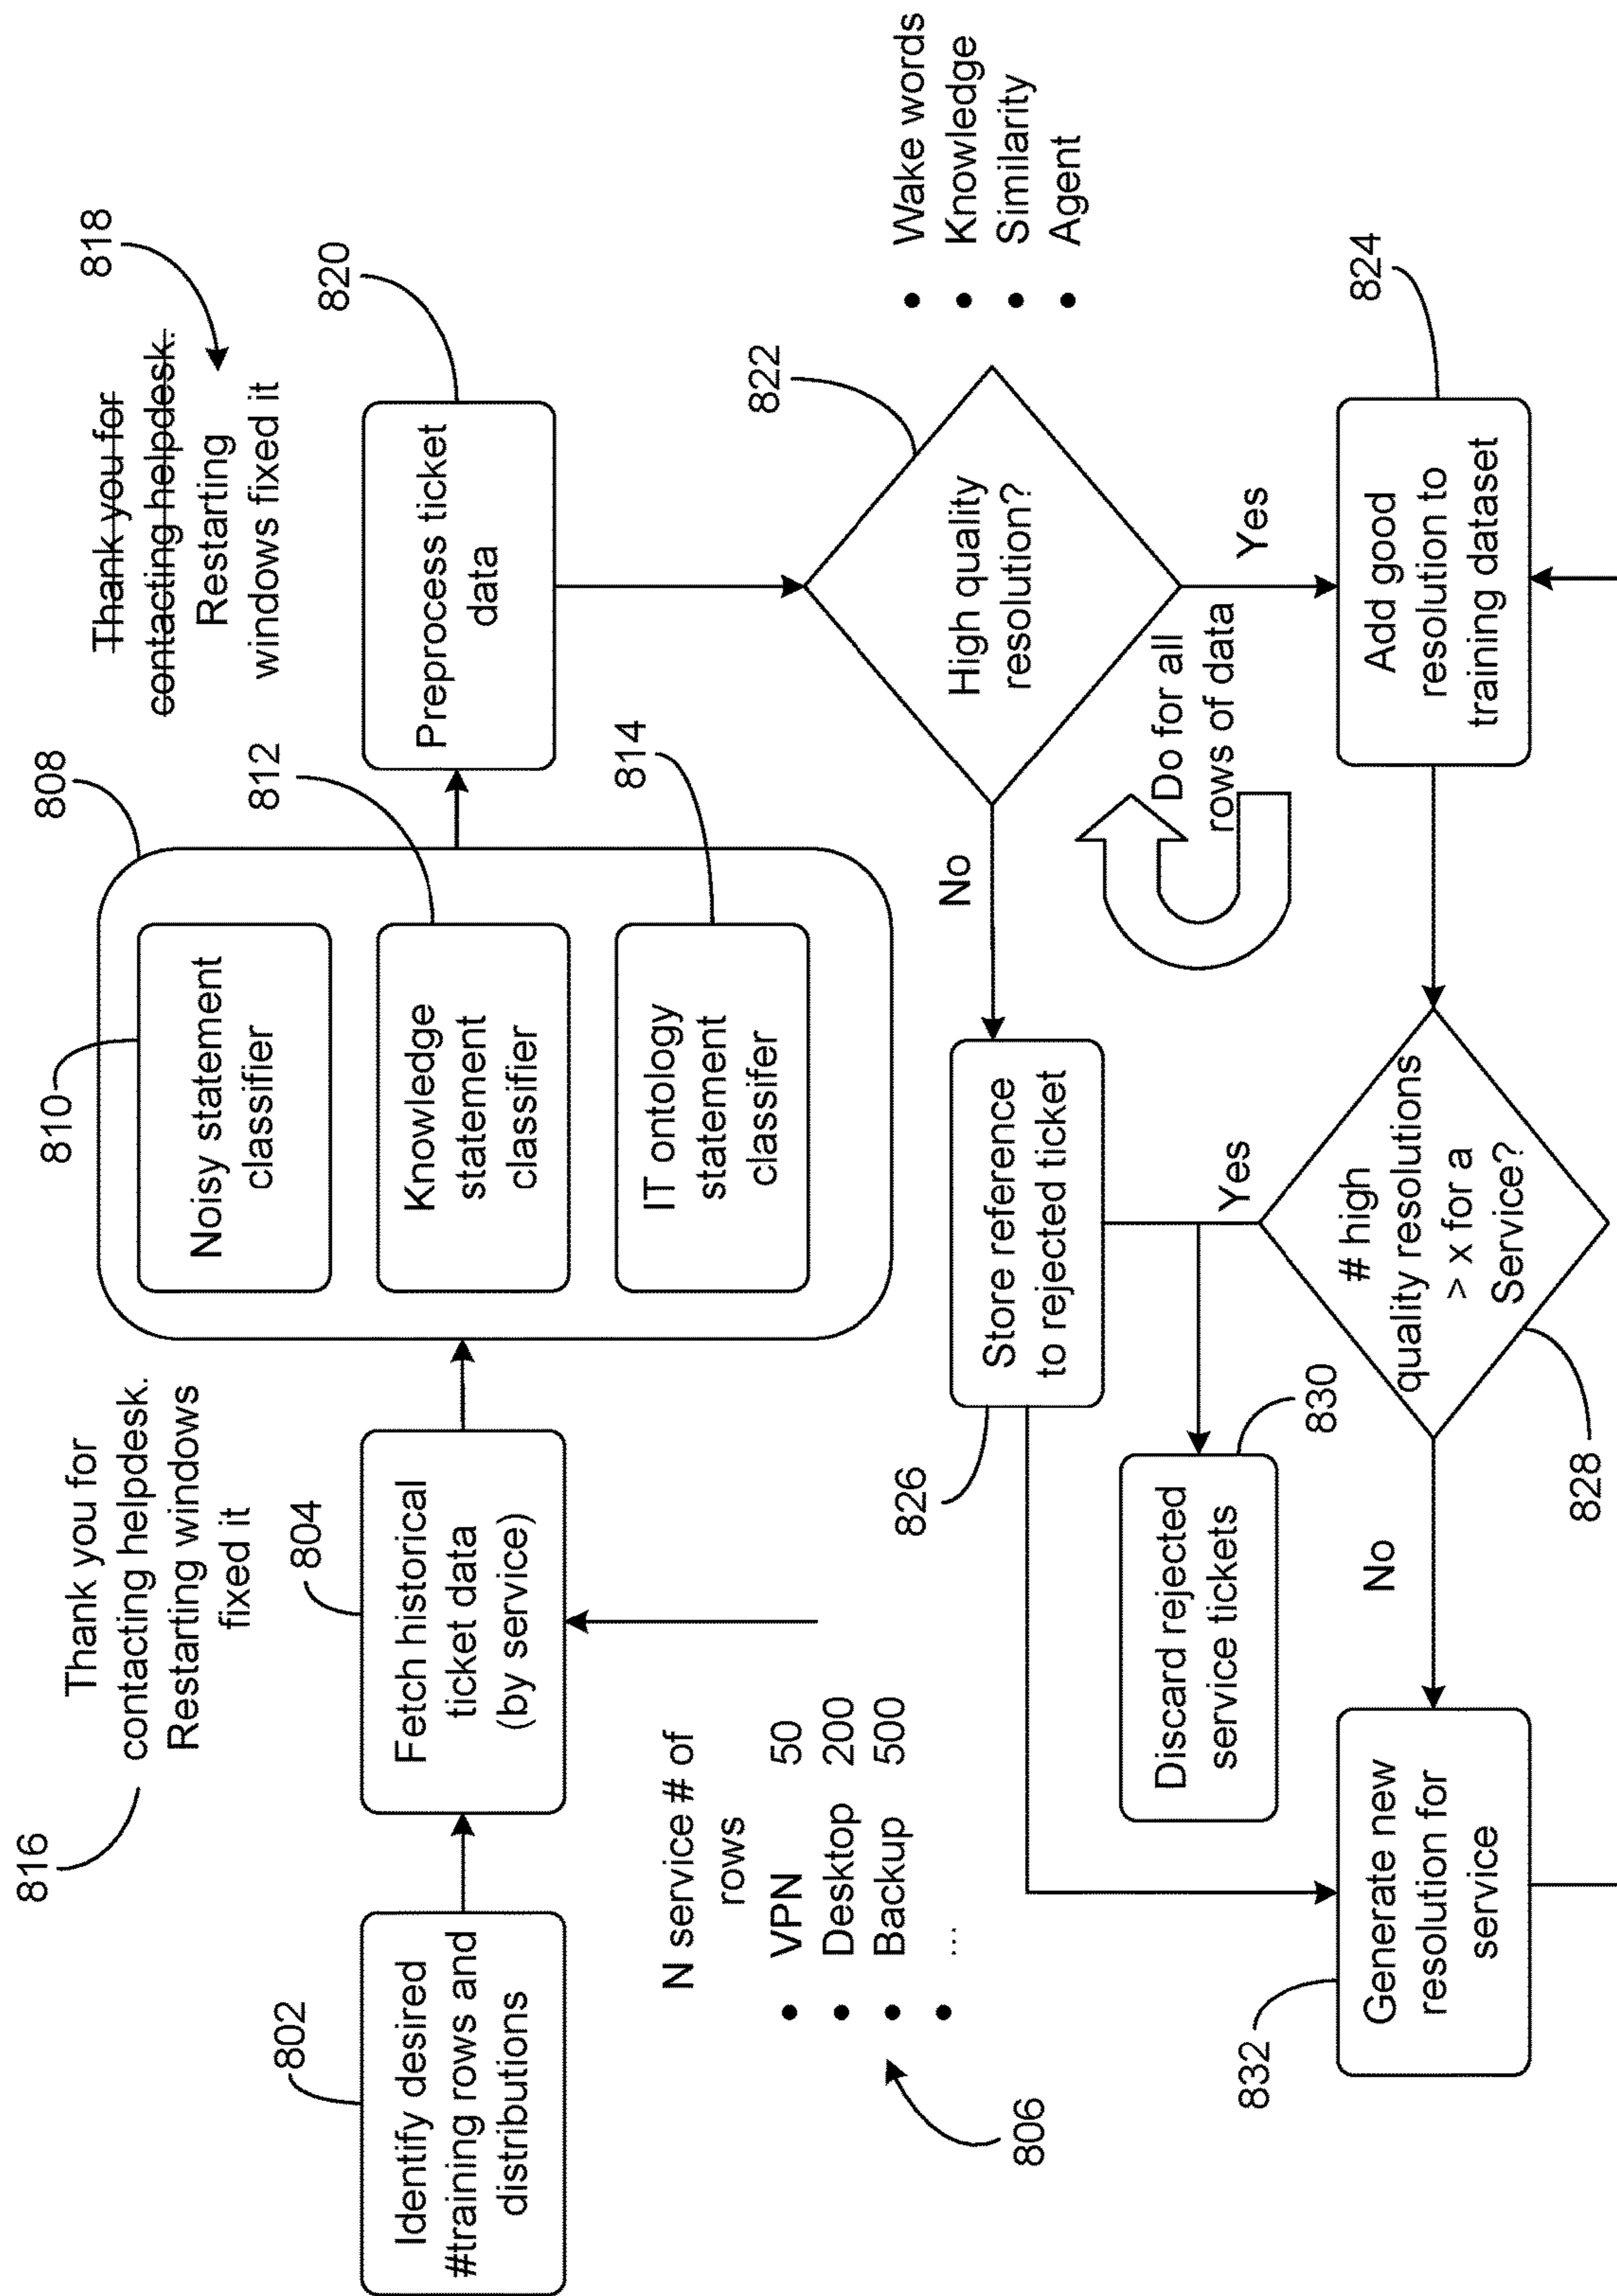 816
Thank you for
contacting helpdesk.
Restarting windows
fixed it
802
Identify desired
#training rows and
distributions
804
Fetch historical
ticket data
(by service)
806
N service # of
rows
• VPN 50
• Desktop 200
• Backup 500
• ...
808
810
Noisy statement
classifier
812
Knowledge
statement
classifier
814
IT ontology
statement
classifer
818
Thank you for
contacting helpdesk.
Restarting
windows fixed it
820
Preprocess ticket
data
822
High quality
resolution?
• Wake words
• Knowledge
• Similarity
• Agent
No
Yes
Do for all
rows of data
824
Add good
resolution to
training dataset
826
Store reference
to rejected ticket
828
# high
quality resolutions
> x for a
Service?
Yes
No
830
Discard rejected
service tickets
832
Generate new
resolution for
service